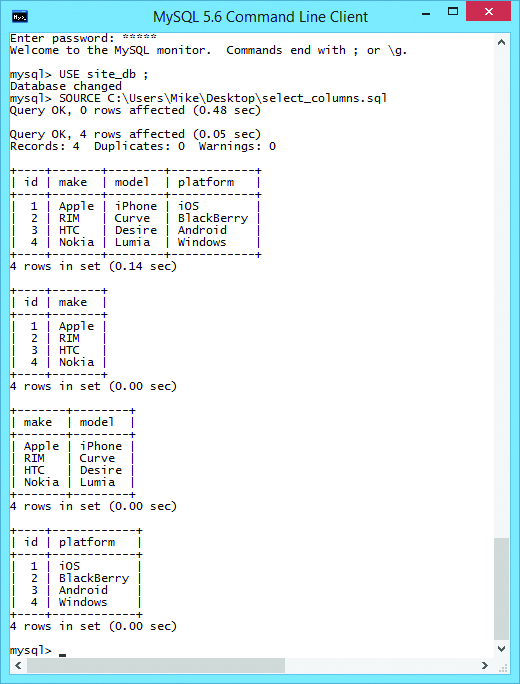 MySQL 5.6 Command Line Client
Enter password: *****
Welcome to the MySQL monitor.  Commands end with ; or \g.
mysql> USE site_db ;
Database changed
mysql> SOURCE C:\Users\Mike\Desktop\select_columns.sql
Query OK, 0 rows affected (0.48 sec)
Query OK, 4 rows affected (0.05 sec)
Records: 4  Duplicates: 0  Warnings: 0
+----+-------+--------+------------+
| id | make  | model  | platform   |
+----+-------+--------+------------+
|  1 | Apple | iPhone | iOS        |
|  2 | RIM   | Curve  | BlackBerry |
|  3 | HTC   | Desire | Android    |
|  4 | Nokia | Lumia  | Windows    |
+----+-------+--------+------------+
4 rows in set (0.14 sec)
+----+-------+
| id | make  |
+----+-------+
|  1 | Apple |
|  2 | RIM   |
|  3 | HTC   |
|  4 | Nokia |
+----+-------+
4 rows in set (0.00 sec)
+-------+--------+
| make  | model  |
+-------+--------+
| Apple | iPhone |
| RIM   | Curve  |
| HTC   | Desire |
| Nokia | Lumia  |
+-------+--------+
4 rows in set (0.00 sec)
+----+------------+
| id | platform   |
+----+------------+
|  1 | iOS        |
|  2 | BlackBerry |
|  3 | Android    |
|  4 | Windows    |
+----+------------+
4 rows in set (0.00 sec)
mysql> _